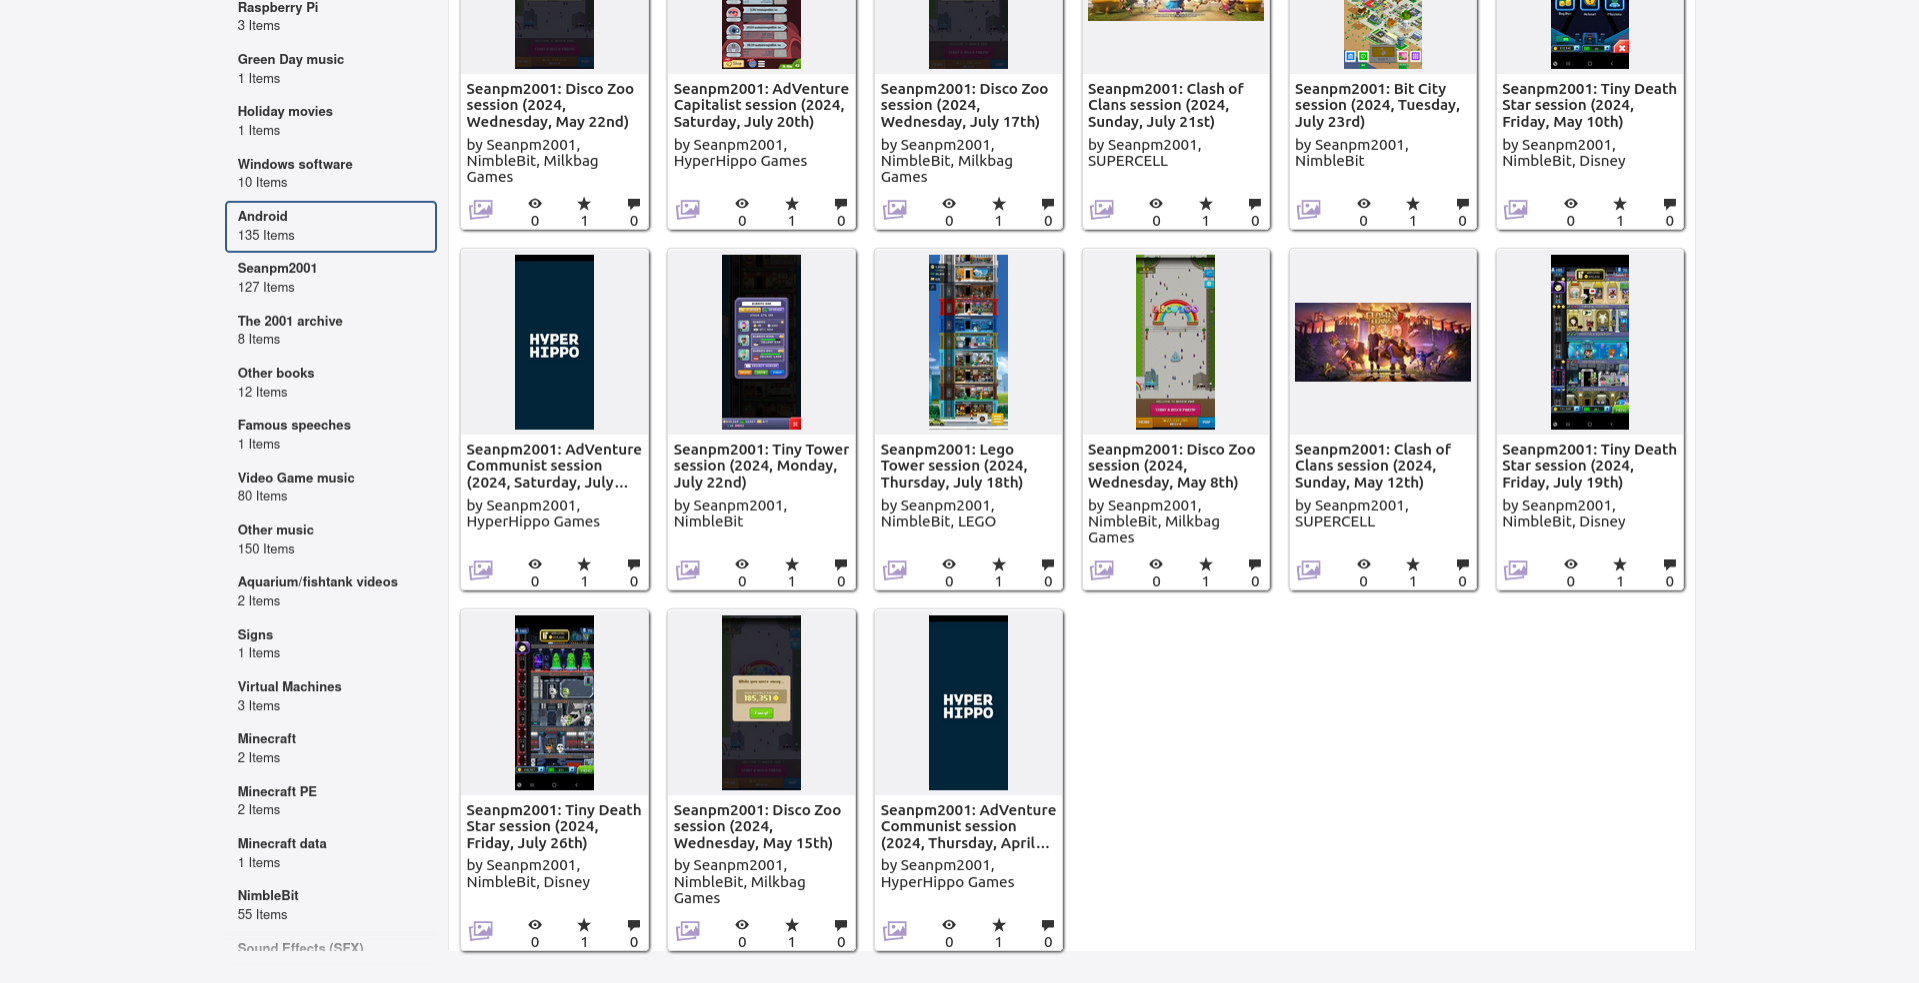 Raspberry Pi
3 Items
Green Day music
1 Items
Holiday movies
1 Items
Windows software
10 Items
Android
135 Items
Seanpm2001
127 Items
The 2001 archive
8 Items
Other books
12 Items
Famous speeches
1 Items
Video Game music
80 Items
Other music
150 Items
Aquarium/fishtank videos
2 Items
Signs
1 Items
Virtual Machines
3 Items
Minecraft
2 Items
Minecraft PE
2 Items
Minecraft data
1 Items
NimbleBit
55 Items
Sound Effects (SFX)
Seanpm2001: Disco Zoo
session (2024,
Wednesday, May 22nd)
by Seanpm2001,
NimbleBit, Milkbag
Games
0 1 0
Seanpm2001: AdVenture
Capitalist session (2024,
Saturday, July 20th)
by Seanpm2001,
HyperHippo Games
0 1 0
Seanpm2001: Disco Zoo
session (2024,
Wednesday, July 17th)
by Seanpm2001,
NimbleBit, Milkbag
Games
0 1 0
Seanpm2001: Clash of
Clans session (2024,
Sunday, July 21st)
by Seanpm2001,
SUPERCELL
0 1 0
Seanpm2001: Bit City
session (2024, Tuesday,
July 23rd)
by Seanpm2001,
NimbleBit
0 1 0
Seanpm2001: Tiny Death
Star session (2024,
Friday, May 10th)
by Seanpm2001,
NimbleBit, Disney
0 1 0
HYPER
HIPPO
Seanpm2001: AdVenture
Communist session
(2024, Saturday, July...
by Seanpm2001,
HyperHippo Games
0 1 0
Seanpm2001: Tiny Tower
session (2024, Monday,
July 22nd)
by Seanpm2001,
NimbleBit
0 1 0
Seanpm2001: Lego
Tower session (2024,
Thursday, July 18th)
by Seanpm2001,
NimbleBit, LEGO
0 1 0
Seanpm2001: Disco Zoo
session (2024,
Wednesday, May 8th)
by Seanpm2001,
NimbleBit, Milkbag
Games
0 1 0
Seanpm2001: Clash of
Clans session (2024,
Sunday, May 12th)
by Seanpm2001,
SUPERCELL
0 1 0
Seanpm2001: Tiny Death
Star session (2024,
Friday, July 19th)
by Seanpm2001,
NimbleBit, Disney
0 1 0
Seanpm2001: Tiny Death
Star session (2024,
Friday, July 26th)
by Seanpm2001,
NimbleBit, Disney
0 1 0
While you were away...
185,351
Seanpm2001: Disco Zoo
session (2024,
Wednesday, May 15th)
by Seanpm2001,
NimbleBit, Milkbag
Games
0 1 0
HYPER
HIPPO
Seanpm2001: AdVenture
Communist session
(2024, Thursday, April...
by Seanpm2001,
HyperHippo Games
0 1 0